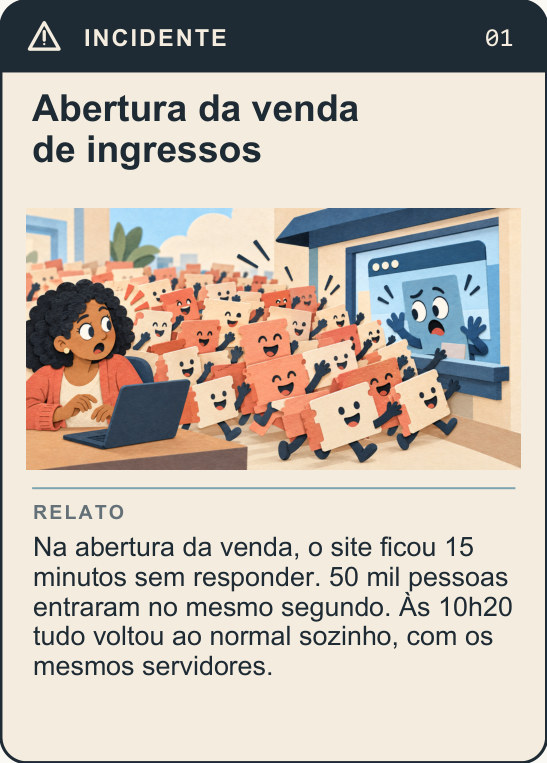 INCIDENTE
01
Abertura da venda
de ingressos
RELATO
Na abertura da venda, o site ficou 15
minutos sem responder. 50 mil pessoas
entraram no mesmo segundo. Às 10h20
tudo voltou ao normal sozinho, com os
mesmos servidores.